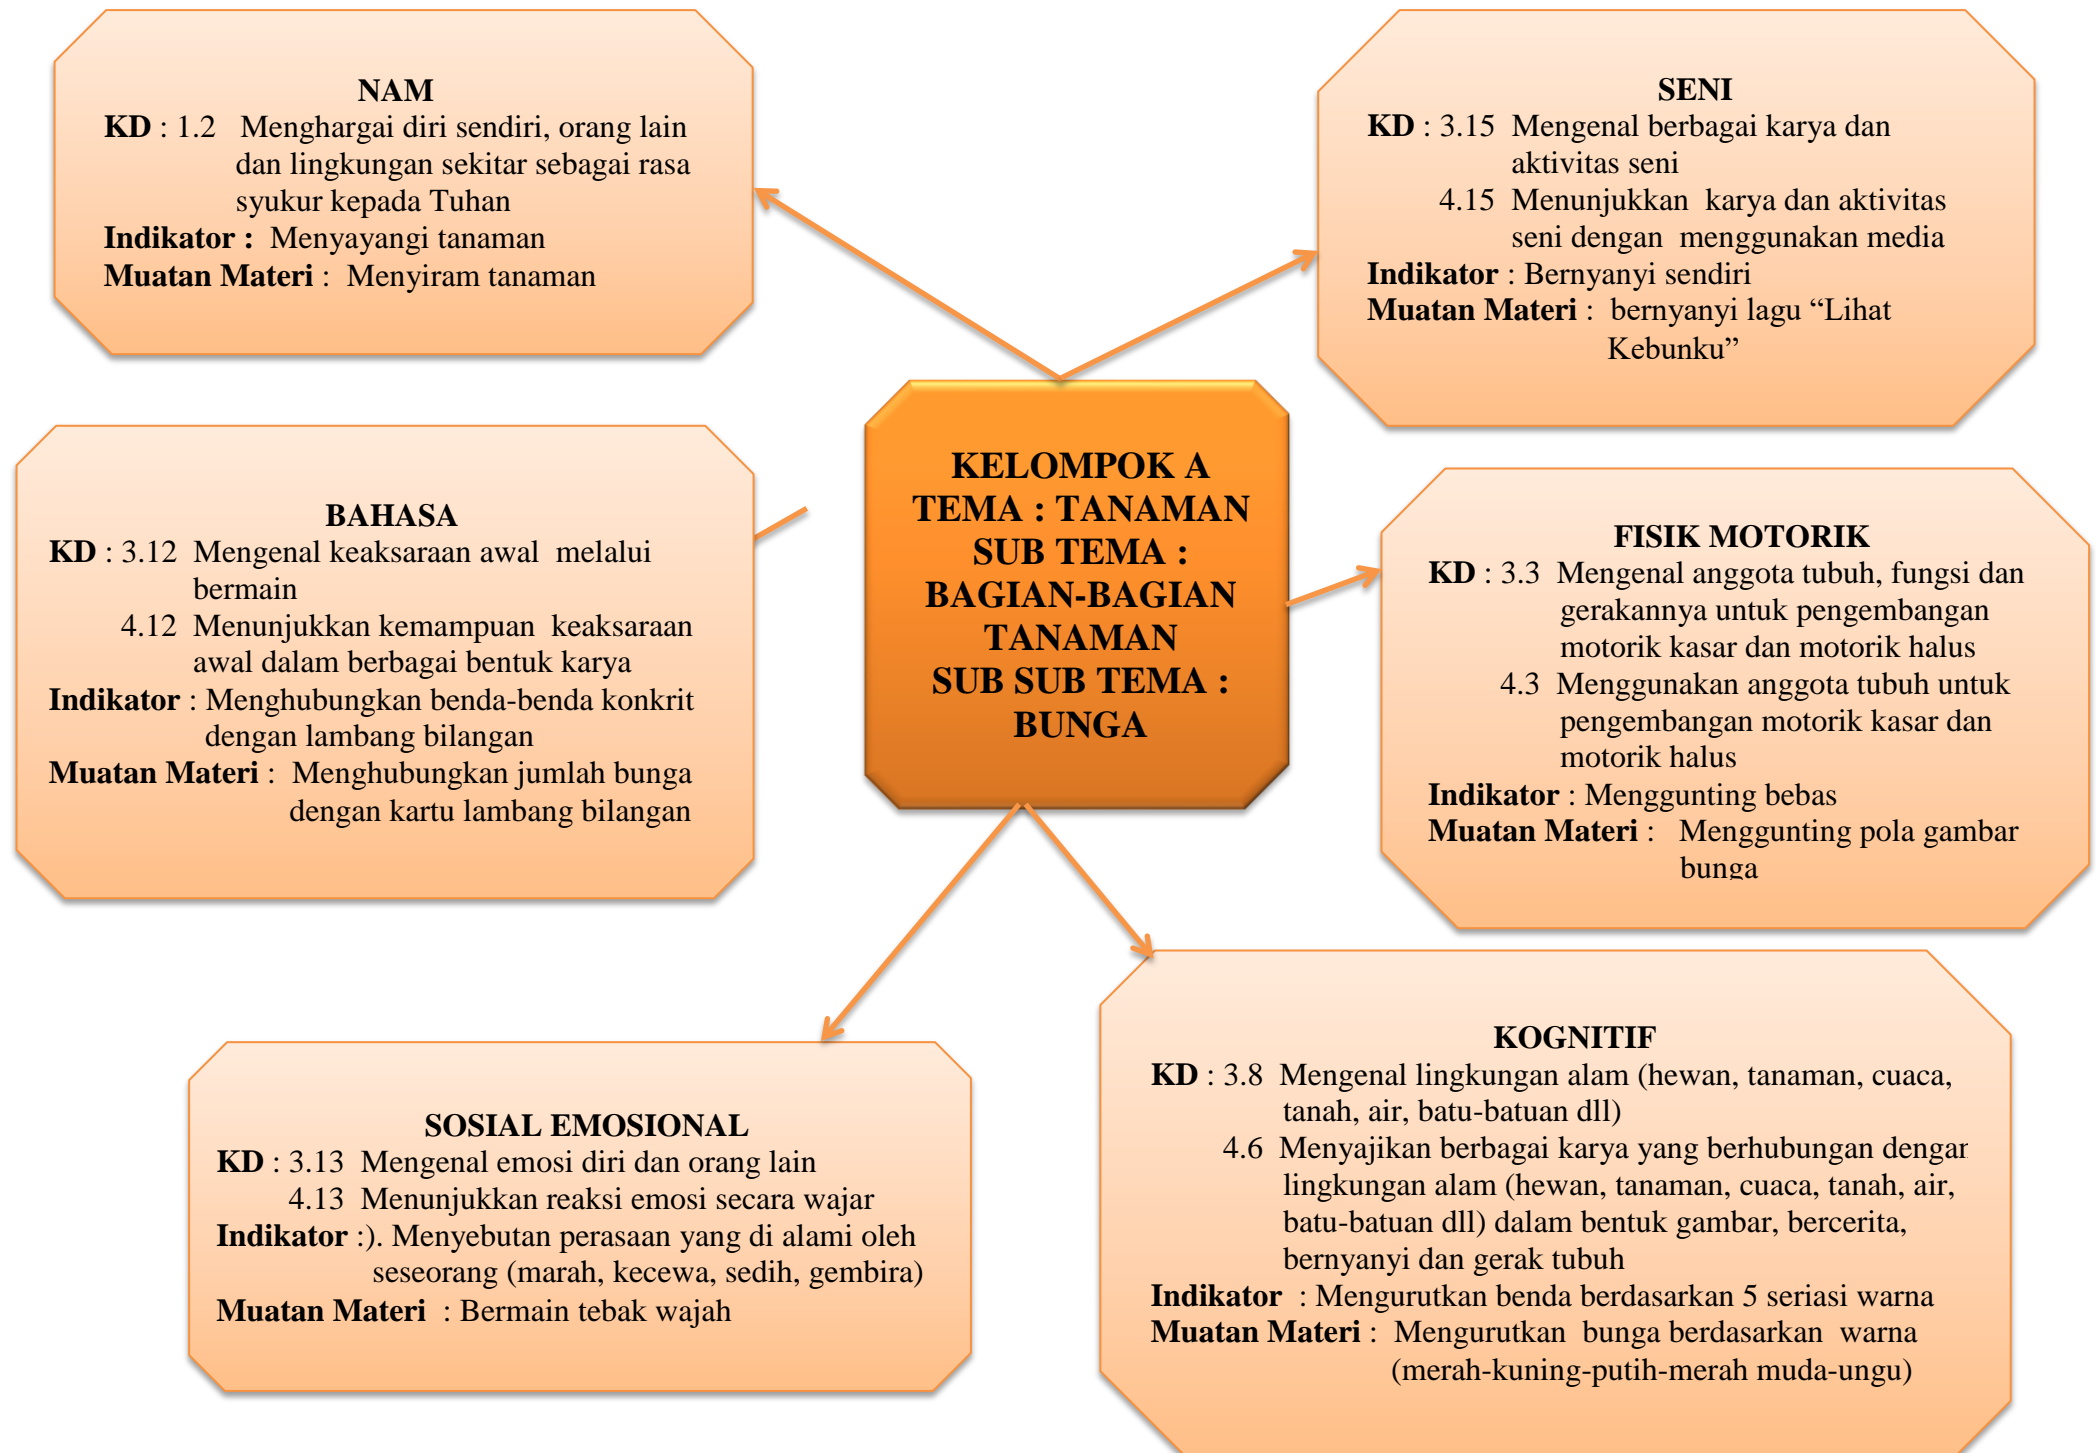 NAM
KD : 1.2 Menghargai diri sendiri, orang lain
dan lingkungan sekitar sebagai rasa
syukur kepada Tuhan
Indikator : Menyayangi tanaman
Muatan Materi : Menyiram tanaman
SENI
KD : 3.15 Mengenal berbagai karya dan
aktivitas seni
4.15 Menunjukkan karya dan aktivitas
seni dengan menggunakan media
Indikator : Bernyanyi sendiri
Muatan Materi : bernyanyi lagu “Lihat
Kebunku”
KELOMPOK A
TEMA : TANAMAN
SUB TEMA :
BAGIAN-BAGIAN
TANAMAN
SUB SUB TEMA :
BUNGA
BAHASA
KD : 3.12 Mengenal keaksaraan awal melalui
bermain
4.12 Menunjukkan kemampuan keaksaraan
awal dalam berbagai bentuk karya
Indikator : Menghubungkan benda-benda konkrit
dengan lambang bilangan
Muatan Materi : Menghubungkan jumlah bunga
dengan kartu lambang bilangan
FISIK MOTORIK
KD : 3.3 Mengenal anggota tubuh, fungsi dan
gerakannya untuk pengembangan
motorik kasar dan motorik halus
4.3 Menggunakan anggota tubuh untuk
pengembangan motorik kasar dan
motorik halus
Indikator : Menggunting bebas
Muatan Materi : Menggunting pola gambar
bunga
SOSIAL EMOSIONAL
KD : 3.13 Mengenal emosi diri dan orang lain
4.13 Menunjukkan reaksi emosi secara wajar
Indikator :). Menyebutan perasaan yang di alami oleh
seseorang (marah, kecewa, sedih, gembira)
Muatan Materi : Bermain tebak wajah
KOGNITIF
KD : 3.8 Mengenal lingkungan alam (hewan, tanaman, cuaca,
tanah, air, batu-batuan dll)
4.6 Menyajikan berbagai karya yang berhubungan dengan
lingkungan alam (hewan, tanaman, cuaca, tanah, air,
batu-batuan dll) dalam bentuk gambar, bercerita,
bernyanyi dan gerak tubuh
Indikator : Mengurutkan benda berdasarkan 5 seriasi warna
Muatan Materi : Mengurutkan bunga berdasarkan warna
(merah-kuning-putih-merah muda-ungu)